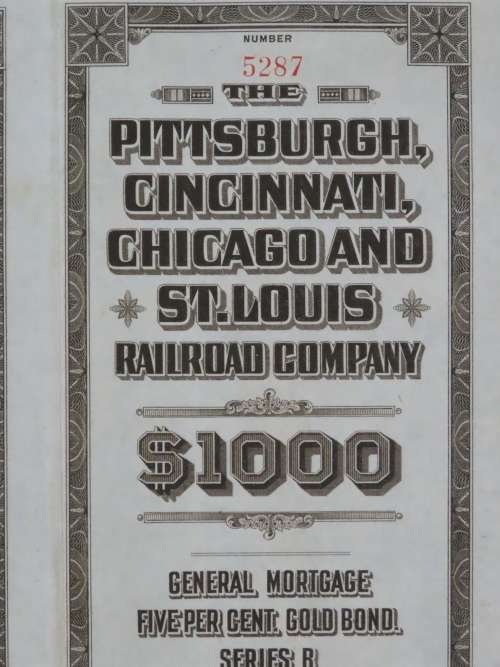 NUMBER
5287
THE
PITTSBURGH,
CINCINNATI,
CHICAGO AND
ST. LOUIS
RAILROAD COMPANY
$1000
GENERAL MORTGAGE
FIVE PER CENT. GOLD BOND.
SERIES B